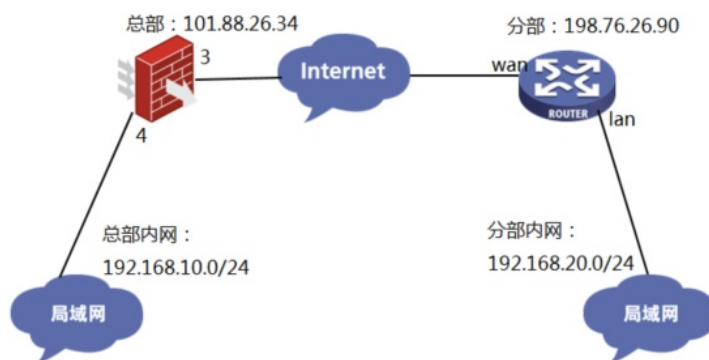 总部：101.88.26.34
分部：198.76.26.90
3
Internet
wan
ROUTER
lan
4
总部内网：
192.168.10.0/24
分部内网：
192.168.20.0/24
局域网
局域网